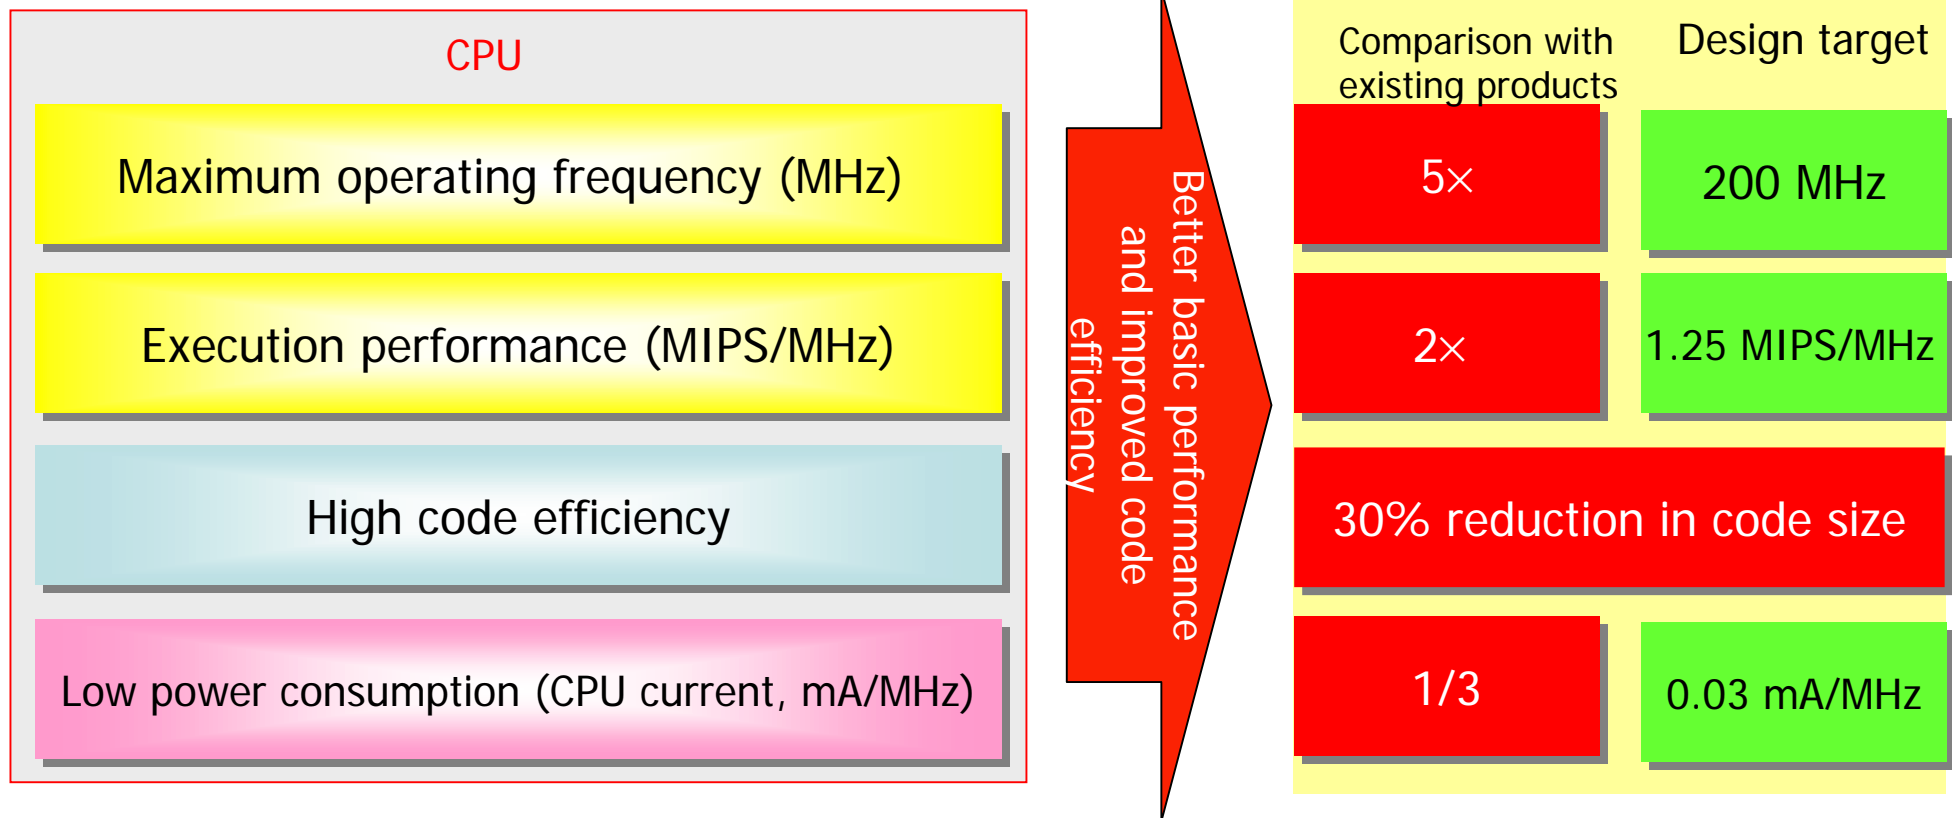 CPU
Maximum operating frequency (MHz)
Execution performance (MIPS/MHz)
High code efficiency
Low power consumption (CPU current, mA/MHz)
Better basic performance
and improved code
efficiency
Comparison with
existing products
Design target
5×
200 MHz
2×
1.25 MIPS/MHz
30% reduction in code size
1/3
0.03 mA/MHz